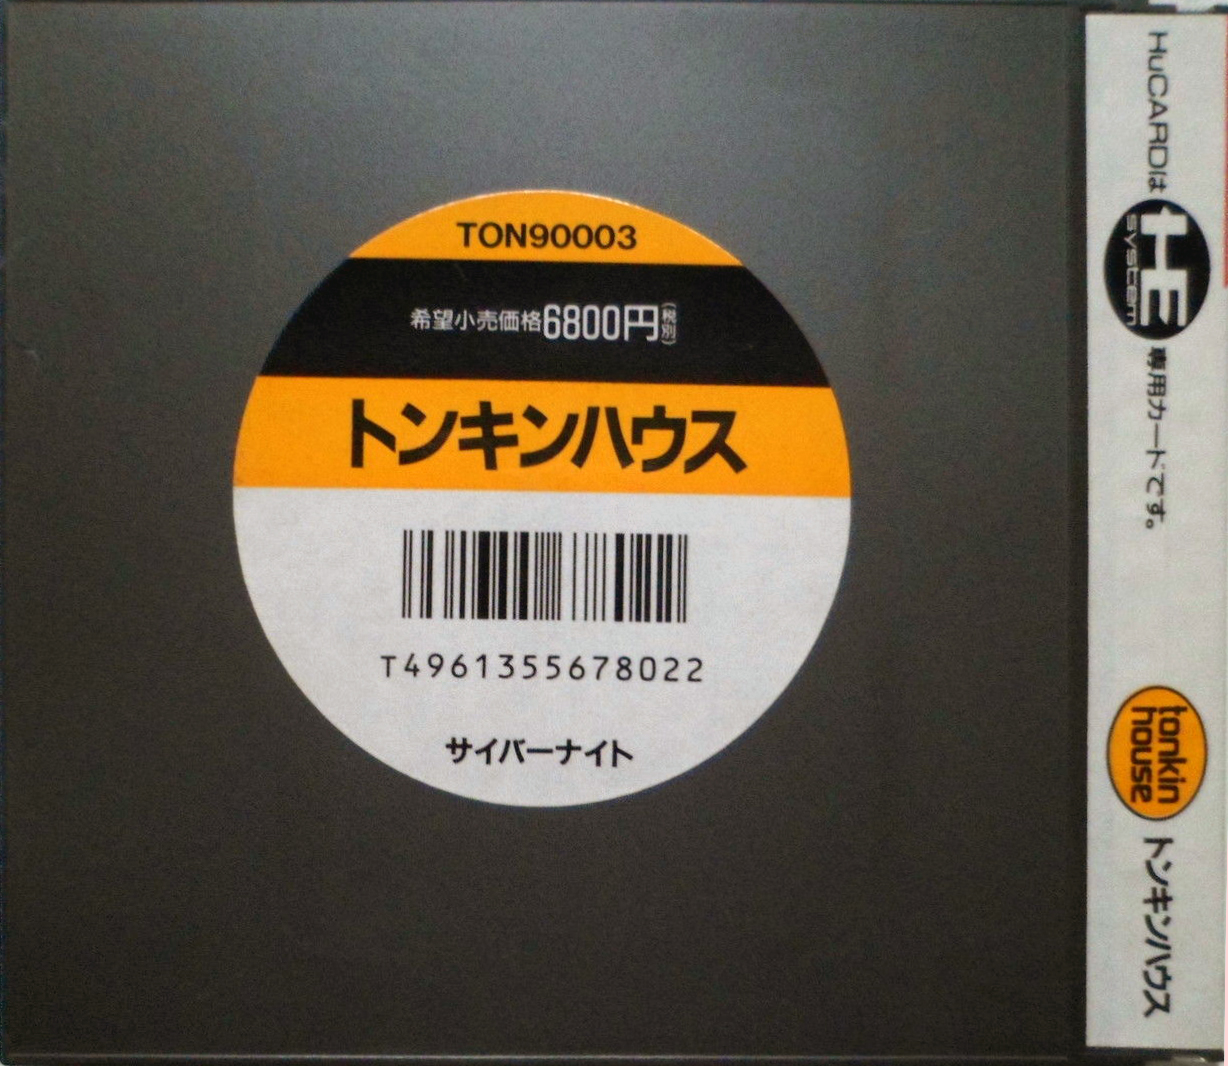 TON90003
希望小売価格6800円(税別)
トンキンハウス
T4961355678022
サイバーナイト
HuCARDは HE system 専用カードです。
tonkin
house
トンキンハウス